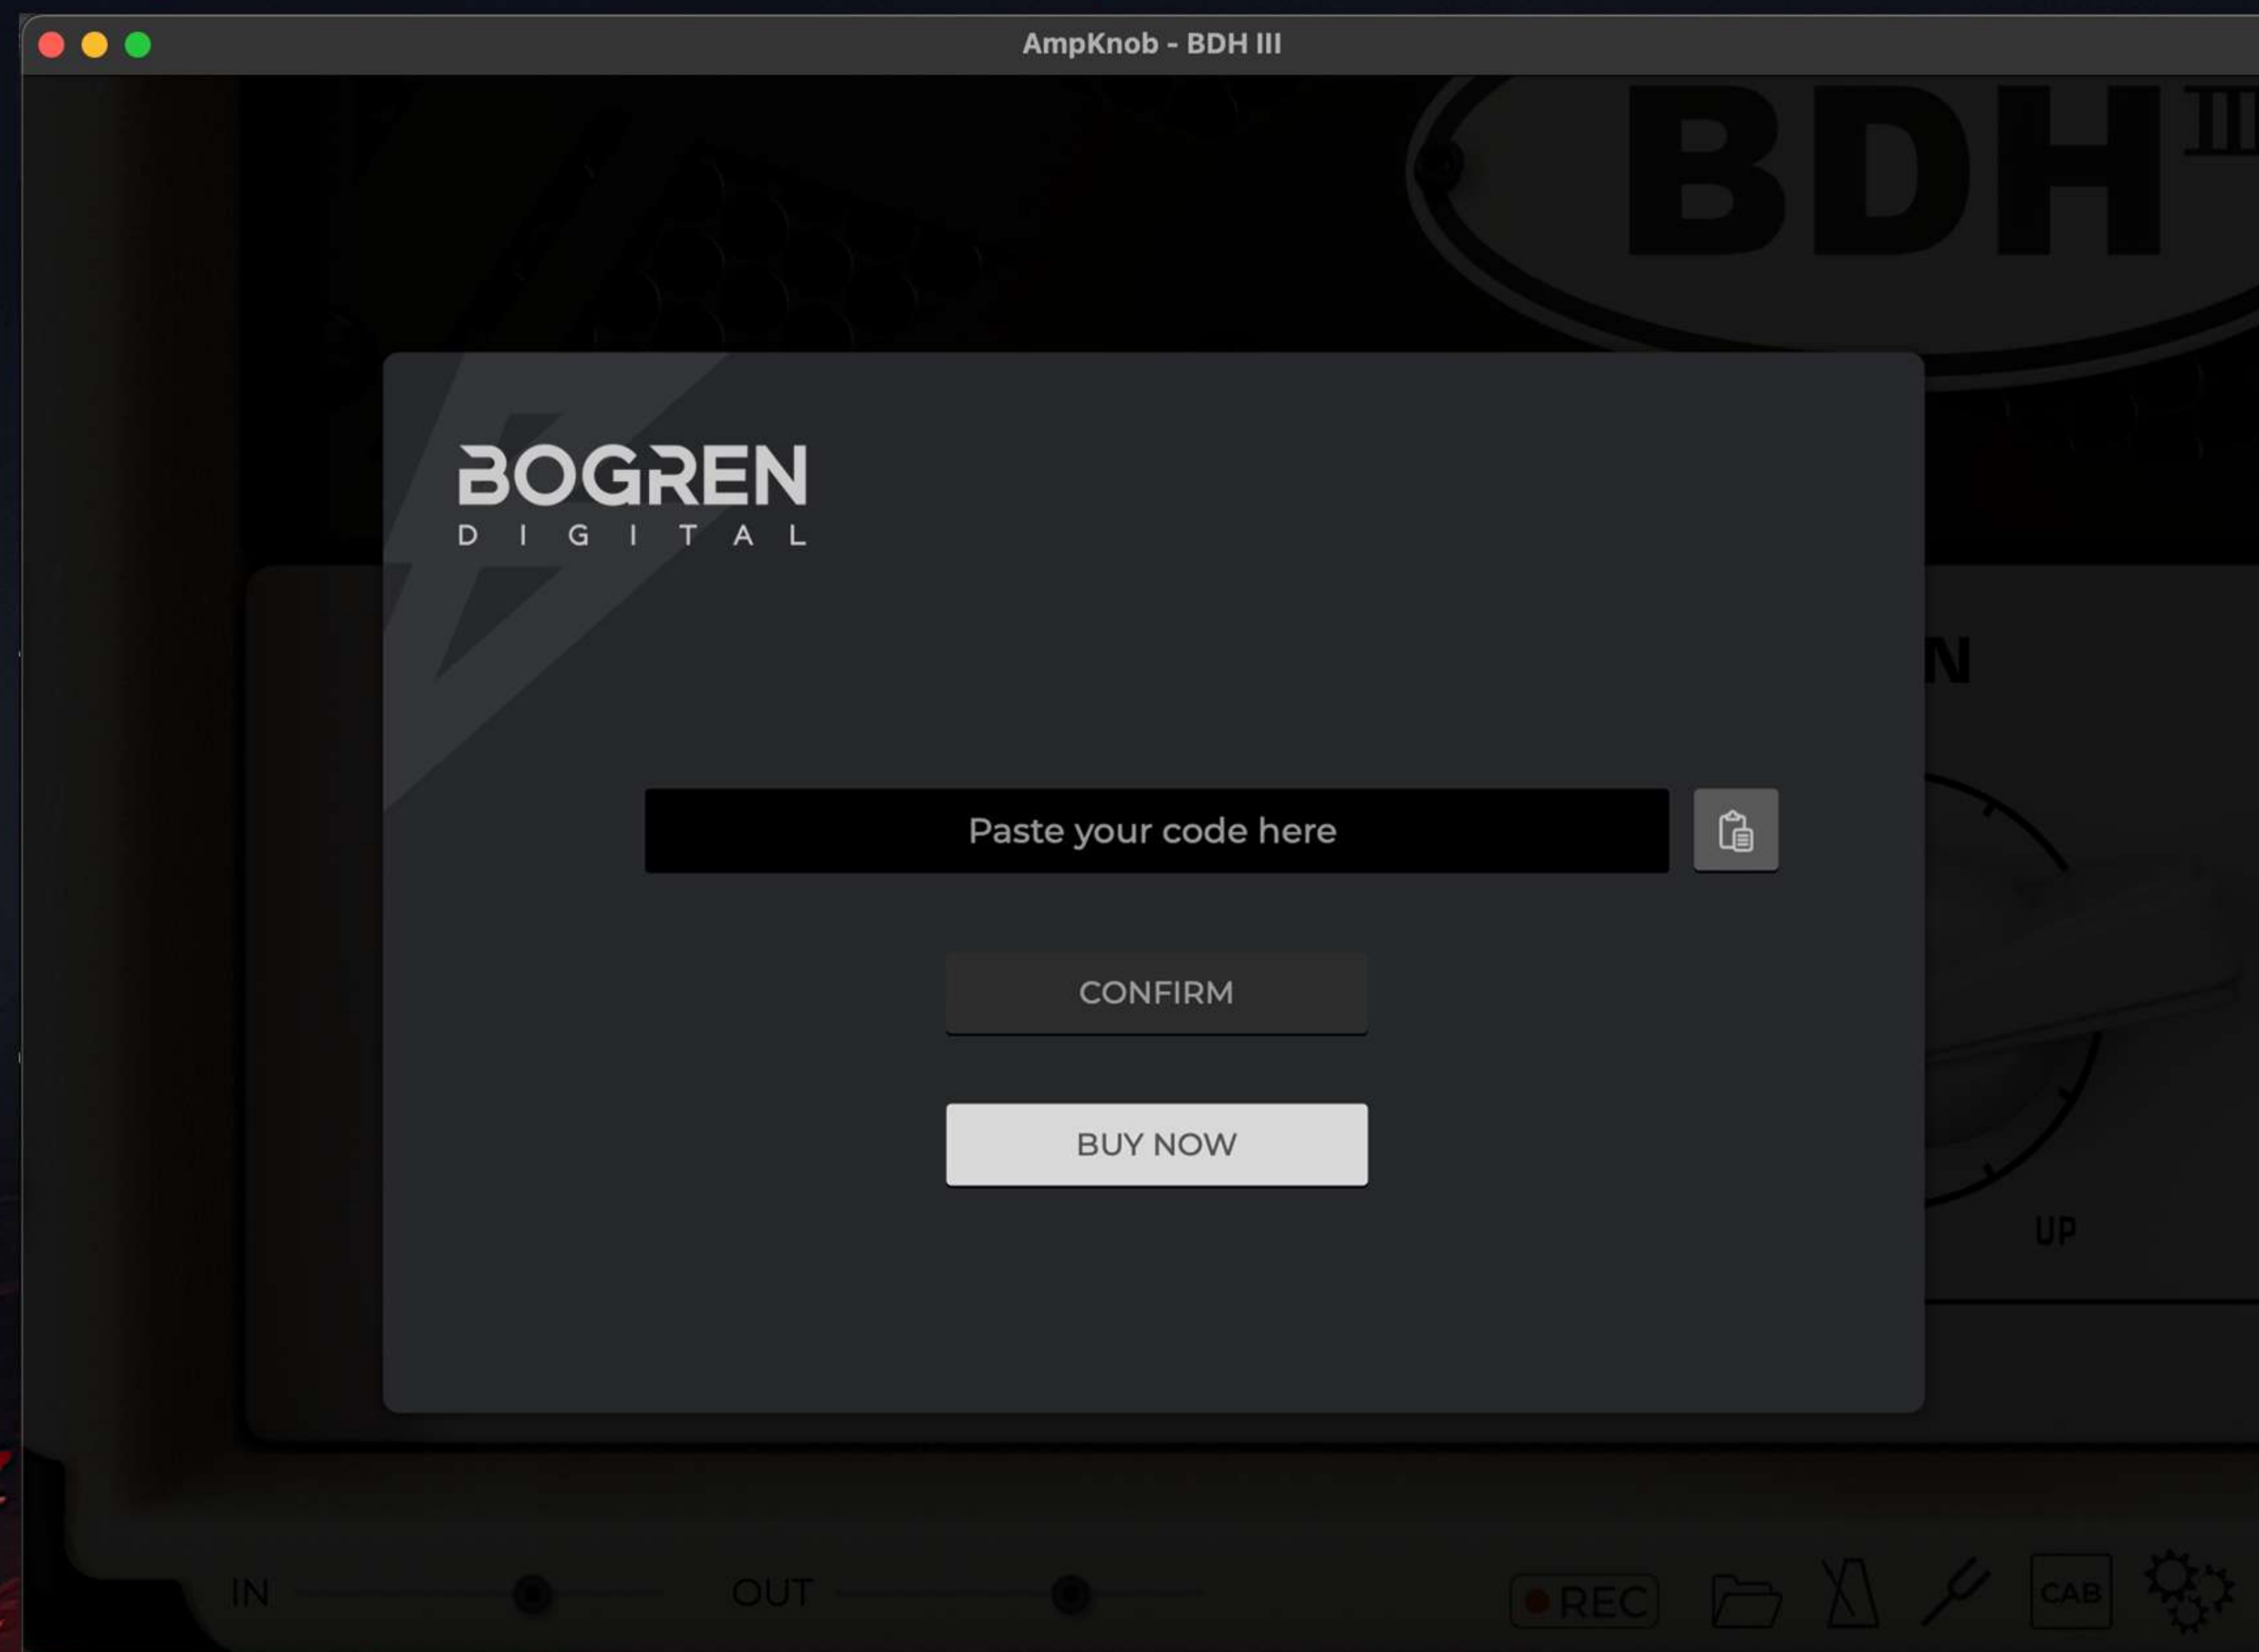 AmpKnob - BDH III
BDH III
BOGREN
DIGITAL
N
Paste your code here
CONFIRM
BUY NOW
UP
IN
OUT
REC
CAB